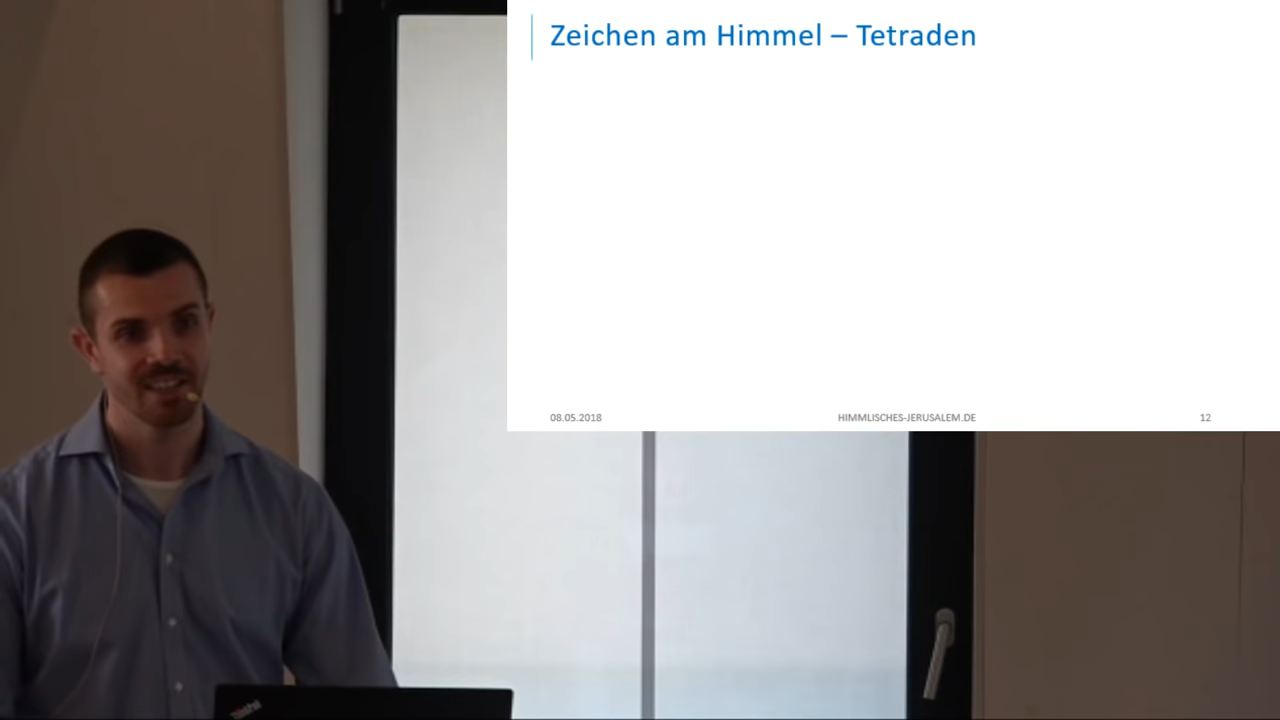 Zeichen am Himmel – Tetraden
08.05.2018
HIMMLISCHES-JERUSALEM.DE
12